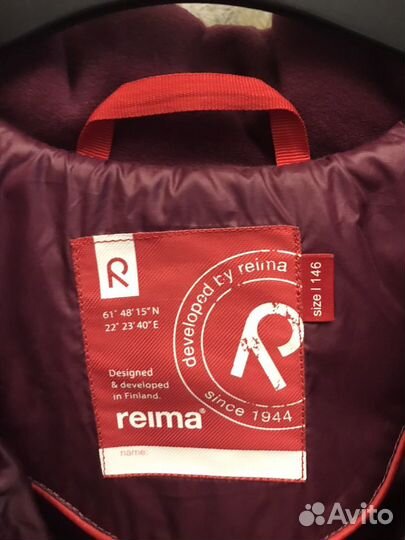 R
61° 48' 15"N
22° 23' 40"E
Designed
& developed
in Finland.
reima®
name:
developed by reima
R
since 1944
size | 146
Avito